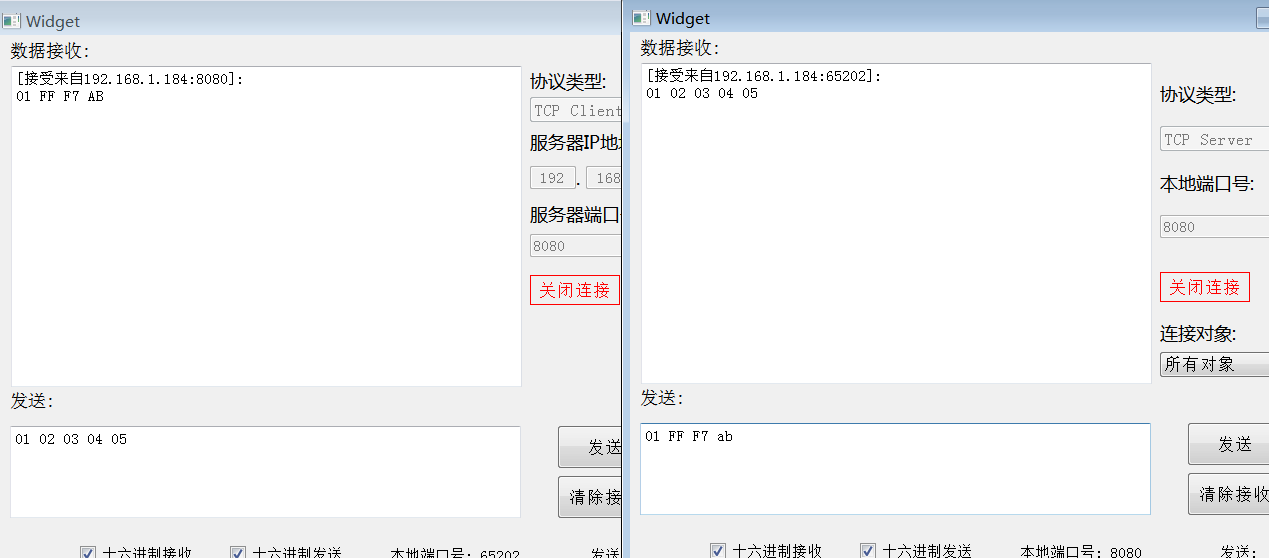 Widget
数据接收：
[接受来自192.168.1.184:8080]:
01 FF F7 AB
协议类型:
TCP Client
服务器IP地
192 . 168
服务器端口
8080
关闭连接
发送：
01 02 03 04 05
发送
清除接
十六进制接收
十六进制发送
本地端口号: 65202
发送
Widget
数据接收：
[接受来自192.168.1.184:65202]:
01 02 03 04 05
协议类型:
TCP Server
本地端口号:
8080
关闭连接
连接对象:
所有对象
发送：
01 FF F7 ab
发送
清除接收
十六进制接收
十六进制发送
本地端口号: 8080
发送: